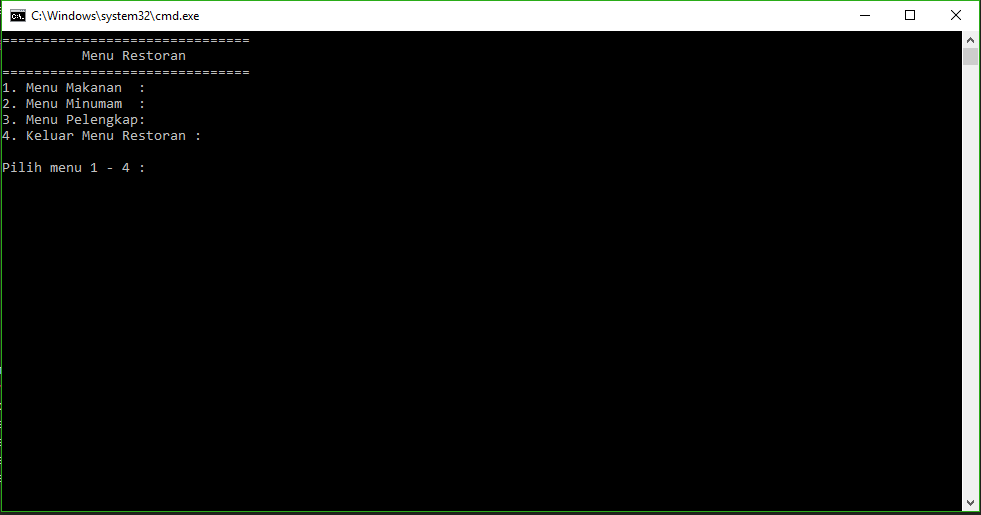 C:\Windows\system32\cmd.exe
===============================
Menu Restoran
===============================
1. Menu Makanan  :
2. Menu Minumam  :
3. Menu Pelengkap:
4. Keluar Menu Restoran :
Pilih menu 1 - 4 :